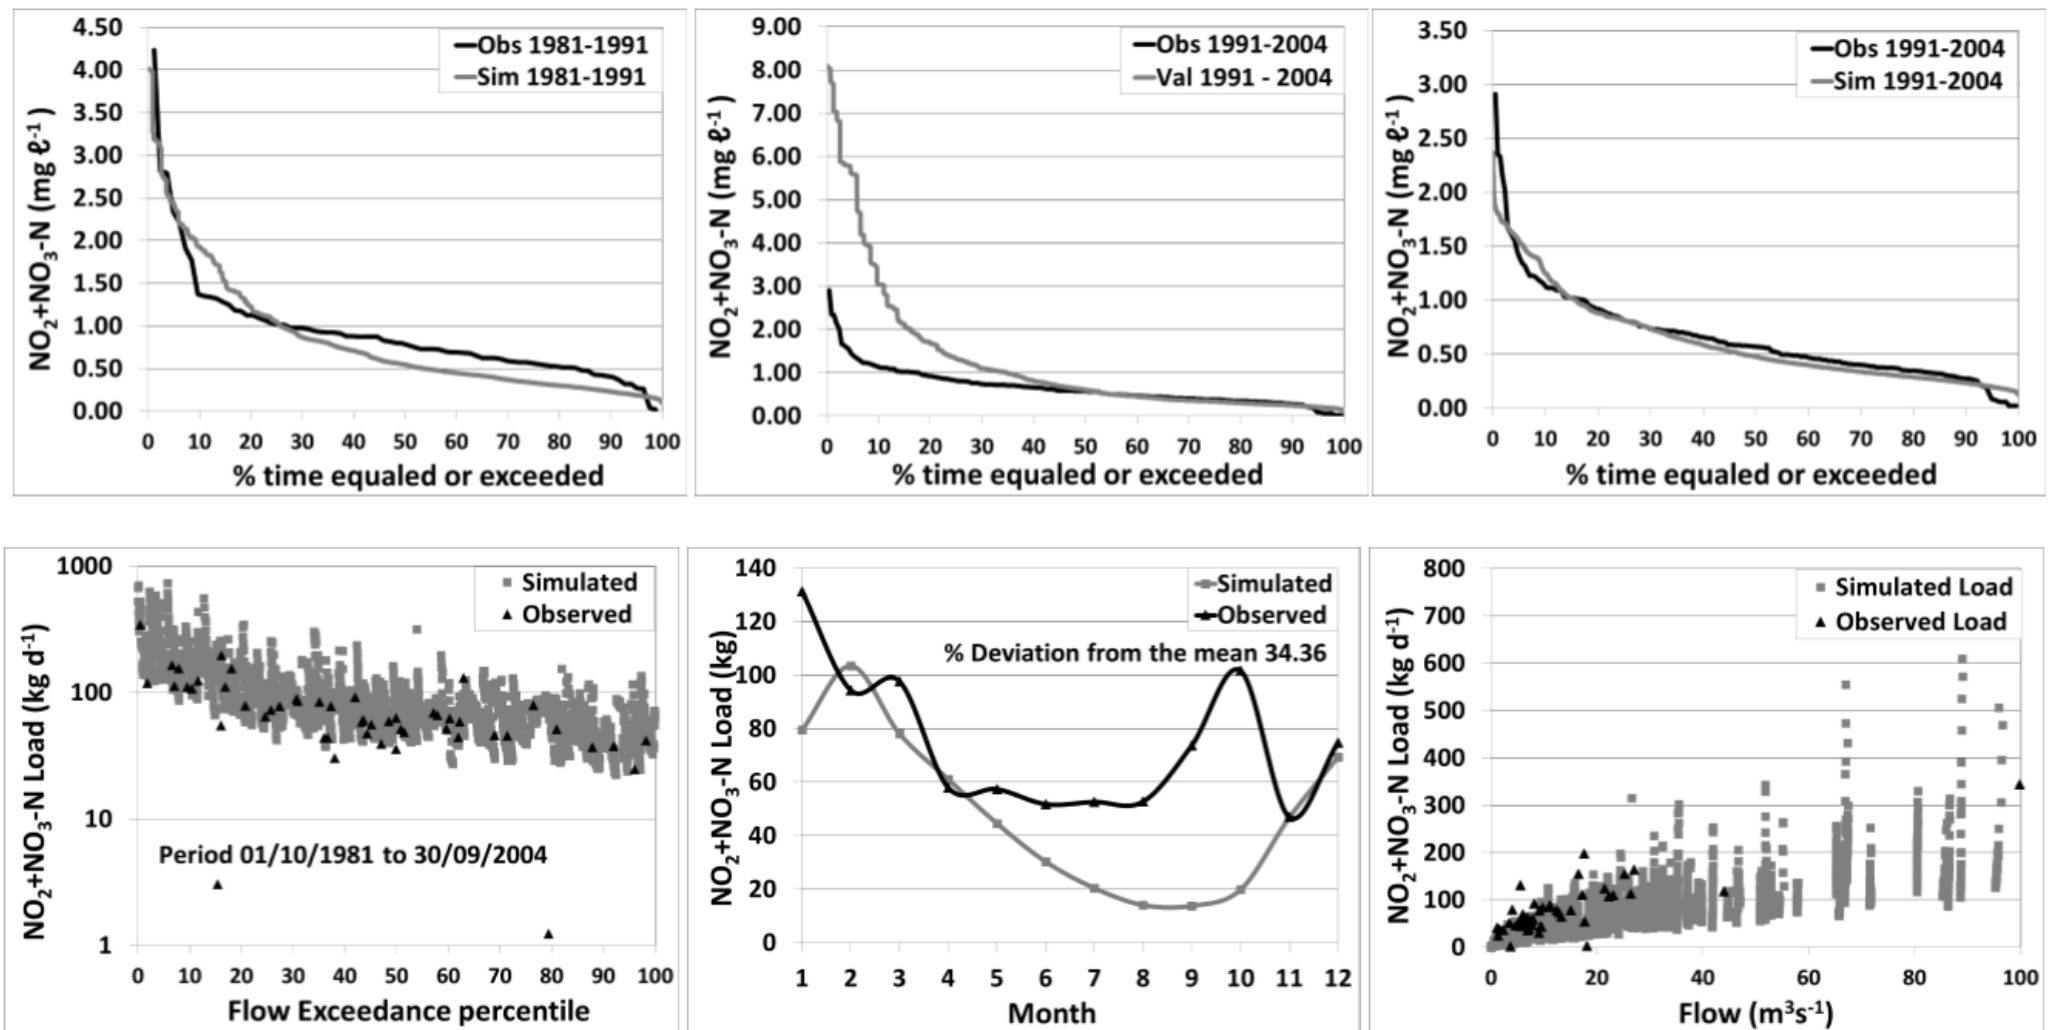 4.50
4.00
3.50
3.00
2.50
2.00
1.50
1.00
0.50
0.00
NO₂+NO₃-N (mg ℓ⁻¹)
Obs 1981-1991
Sim 1981-1991
0 10 20 30 40 50 60 70 80 90 100
% time equaled or exceeded
9.00
8.00
7.00
6.00
5.00
4.00
3.00
2.00
1.00
0.00
NO₂+NO₃-N (mg ℓ⁻¹)
Obs 1991-2004
Val 1991 - 2004
0 10 20 30 40 50 60 70 80 90 100
% time equaled or exceeded
3.50
3.00
2.50
2.00
1.50
1.00
0.50
0.00
NO₂+NO₃-N (mg ℓ⁻¹)
Obs 1991-2004
Sim 1991-2004
0 10 20 30 40 50 60 70 80 90 100
% time equaled or exceeded
1000
100
10
1
NO₂+NO₃-N Load (kg d⁻¹)
Simulated
Observed
Period 01/10/1981 to 30/09/2004
0 10 20 30 40 50 60 70 80 90 100
Flow Exceedance percentile
140
120
100
80
60
40
20
0
NO₂+NO₃-N Load (kg)
Simulated
Observed
% Deviation from the mean 34.36
1 2 3 4 5 6 7 8 9 10 11 12
Month
800
700
600
500
400
300
200
100
0
NO₂+NO₃-N Load (kg d⁻¹)
Simulated Load
Observed Load
0 20 40 60 80 100
Flow (m³s⁻¹)